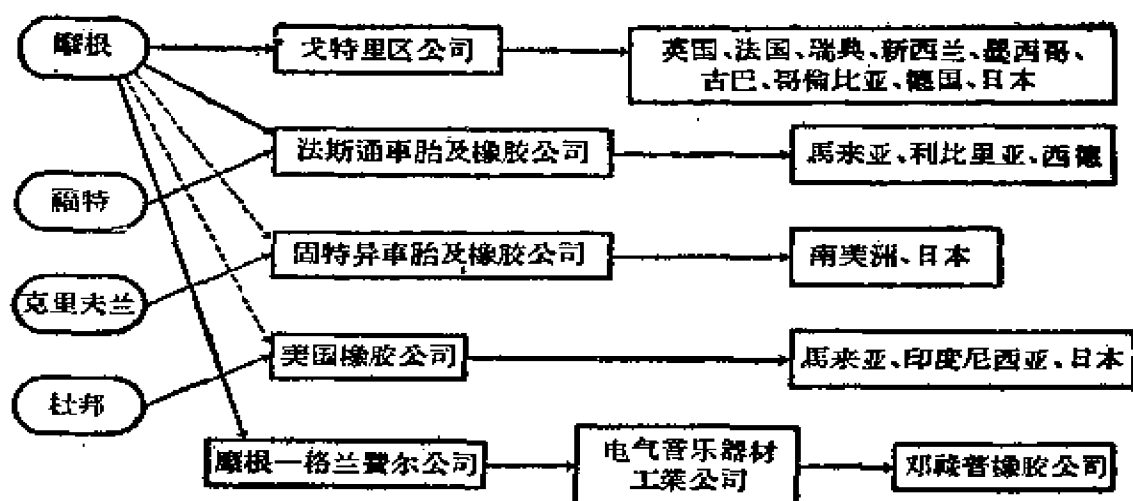 摩根
戈特里区公司
英国、法国、瑞典、新西兰、墨西哥、
古巴、哥倫比亚、德国、日本
法斯通車胎及橡胶公司
馬来亚、利比里亚、西德
福特
固特异車胎及橡胶公司
南美洲、日本
克里夫兰
美国橡胶公司
馬来亚、印度尼西亚、日本
杜邦
摩根—格兰费尔公司
电气音乐器材
工業公司
邓祿普橡胶公司